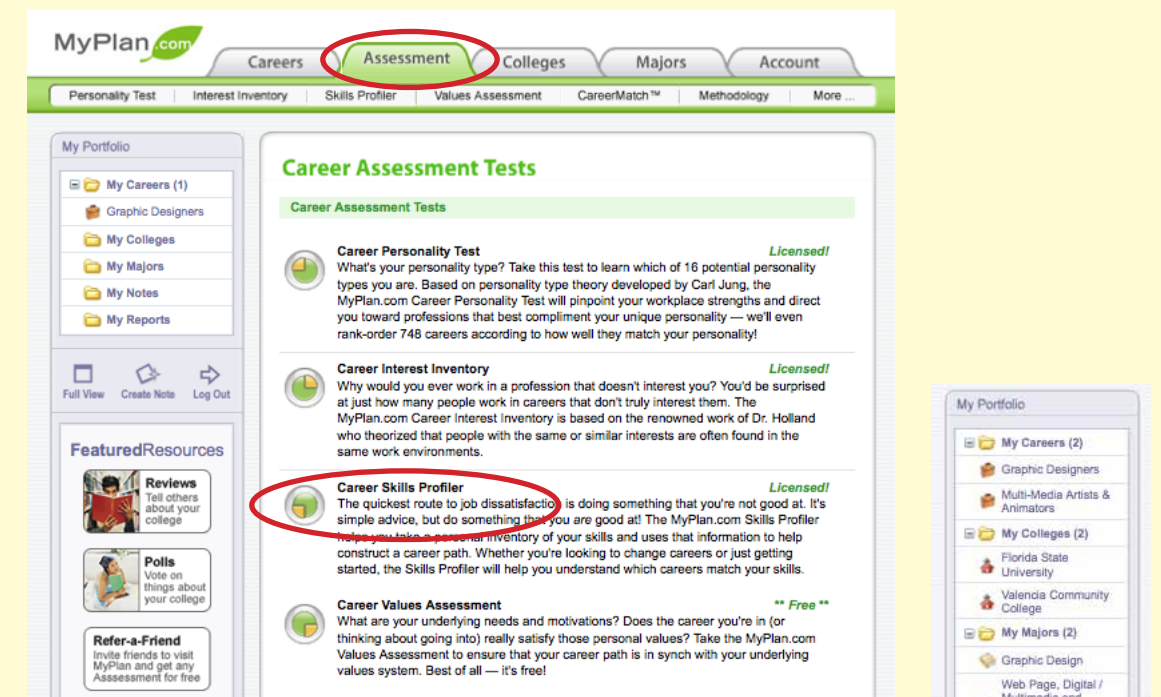 MyPlan.com
Careers
Assessment
Colleges
Majors
Account
Personality Test
Interest Inventory
Skills Profiler
Values Assessment
CareerMatch™
Methodology
More ...
My Portfolio
My Careers (1)
Graphic Designers
My Colleges
My Majors
My Notes
My Reports
Full View
Create Note
Log Out
FeaturedResources
Reviews
Tell others
about your
college
Polls
Vote on
things about
your college
Refer-a-Friend
Invite friends to visit
MyPlan and get any
Asssessment for free
Career Assessment Tests
Career Assessment Tests
Career Personality Test Licensed!
What's your personality type? Take this test to learn which of 16 potential personality
types you are. Based on personality type theory developed by Carl Jung, the
MyPlan.com Career Personality Test will pinpoint your workplace strengths and direct
you toward professions that best compliment your unique personality — we'll even
rank-order 748 careers according to how well they match your personality!
Career Interest Inventory Licensed!
Why would you ever work in a profession that doesn't interest you? You'd be surprised
at just how many people work in careers that don't truly interest them. The
MyPlan.com Career Interest Inventory is based on the renowned work of Dr. Holland
who theorized that people with the same or similar interests are often found in the
same work environments.
Career Skills Profiler Licensed!
The quickest route to job dissatisfaction is doing something that you're not good at. It's
simple advice, but do something that you are good at! The MyPlan.com Skills Profiler
helps you take a personal inventory of your skills and uses that information to help
construct a career path. Whether you're looking to change careers or just getting
started, the Skills Profiler will help you understand which careers match your skills.
Career Values Assessment ** Free **
What are your underlying needs and motivations? Does the career you're in (or
thinking about going into) really satisfy those personal values? Take the MyPlan.com
Values Assessment to ensure that your career path is in synch with your underlying
values system. Best of all — it's free!
My Portfolio
My Careers (2)
Graphic Designers
Multi-Media Artists &
Animators
My Colleges (2)
Florida State
University
Valencia Community
College
My Majors (2)
Graphic Design
Web Page, Digital /
Multimedia and